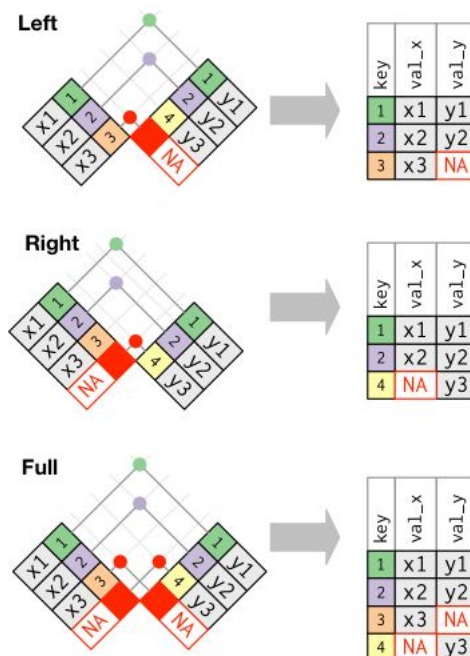 Left
x1 1
x2 2
x3 3
1 y1
2 y2
4 y3
NA
key val_x val_y
1 x1 y1
2 x2 y2
3 x3 NA
Right
x1 1
x2 2
x3 3
NA
1 y1
2 y2
4 y3
key val_x val_y
1 x1 y1
2 x2 y2
4 NA y3
Full
x1 1
x2 2
x3 3
NA
1 y1
2 y2
4 y3
NA
key val_x val_y
1 x1 y1
2 x2 y2
3 x3 NA
4 NA y3